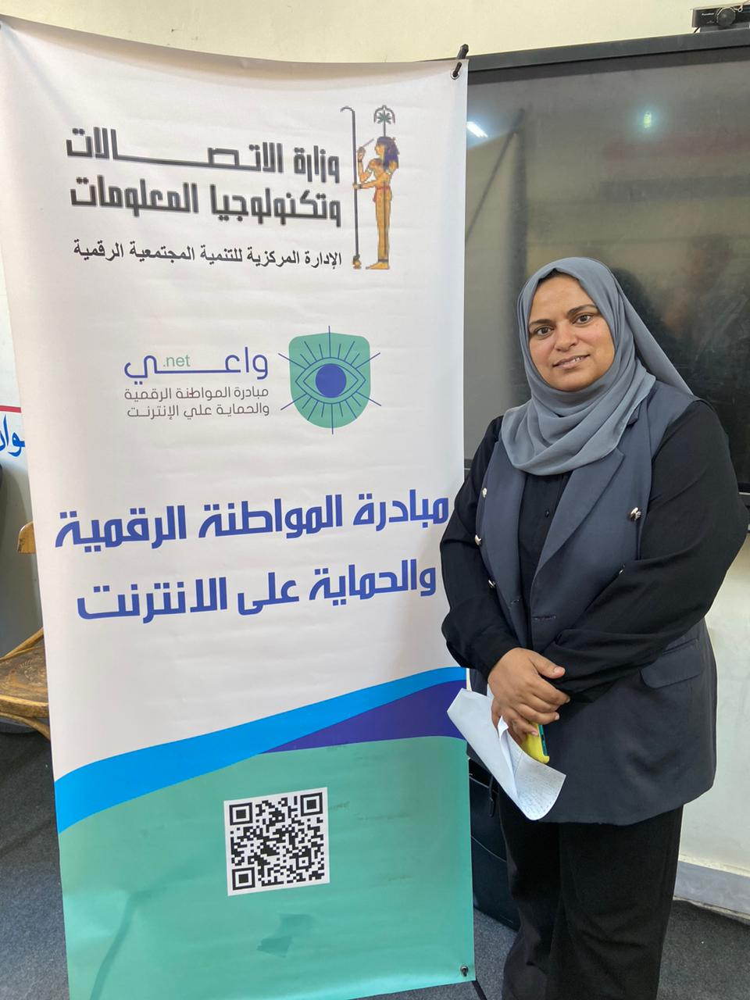 وزارة الاتصالات
وتكنولوجيا المعلومات
الإدارة المركزية للتنمية المجتمعية الرقمية
واعي.net
مبادرة المواطنة الرقمية
والحماية علي الإنترنت
مبادرة المواطنة الرقمية
والحماية على الانترنت